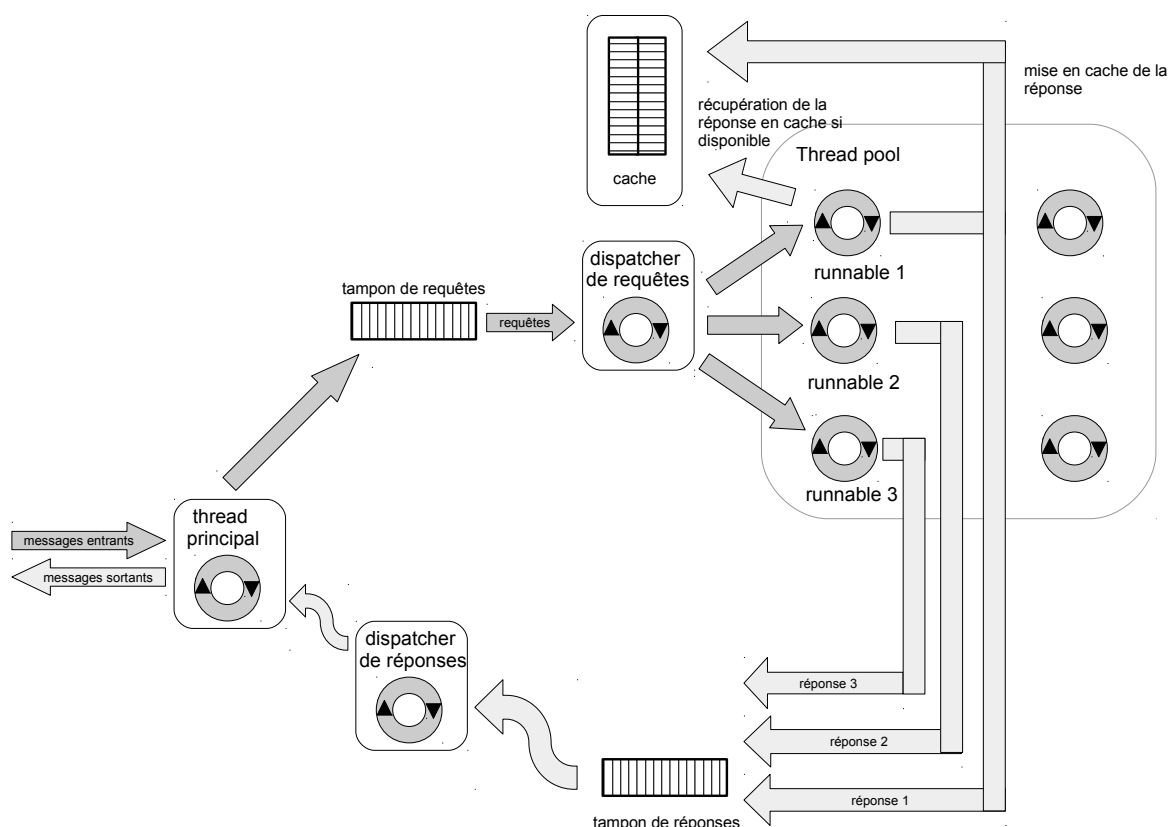 mise en cache de la
réponse
récupération de la
réponse en cache si
disponible
cache
Thread pool
dispatcher
de requêtes
runnable 1
tampon de requêtes
requêtes
runnable 2
runnable 3
thread
principal
messages entrants
messages sortants
dispatcher
de réponses
réponse 3
réponse 2
réponse 1
tampon de réponses